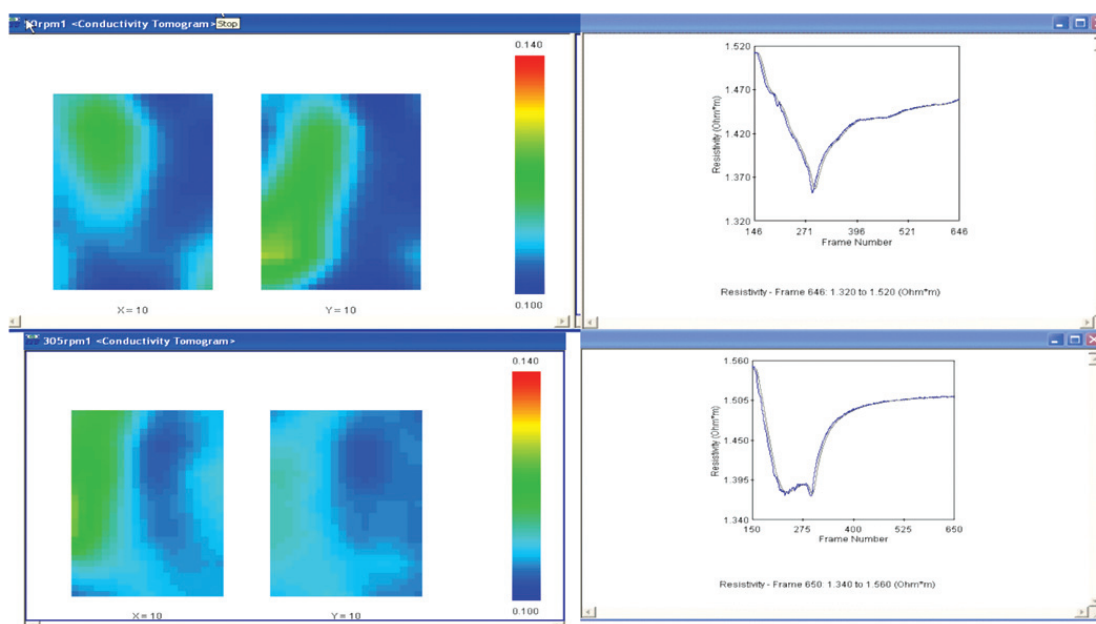 rpm1 <Conductivity Tomogram>
Stop
0.140
0.100
X = 10
Y = 10
1.520
1.470
1.420
1.370
1.320
Resistivity (Ohm*m)
146 271 396 521 646
Frame Number
Resistivity - Frame 646: 1.320 to 1.520 (Ohm*m)
305rpm1 <Conductivity Tomogram>
0.140
0.100
X = 10
Y = 10
1.560
1.505
1.450
1.395
1.340
Resistivity (Ohm*m)
150 275 400 525 650
Frame Number
Resistivity - Frame 650: 1.340 to 1.560 (Ohm*m)